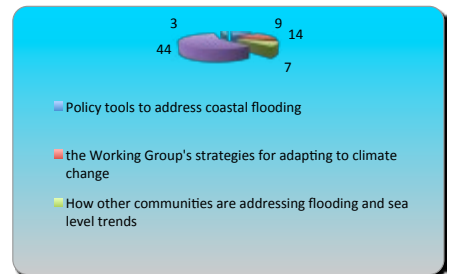 3
9
14
44
7
Policy tools to address coastal flooding
the Working Group's strategies for adapting to climate
change
How other communities are addressing flooding and sea
level trends